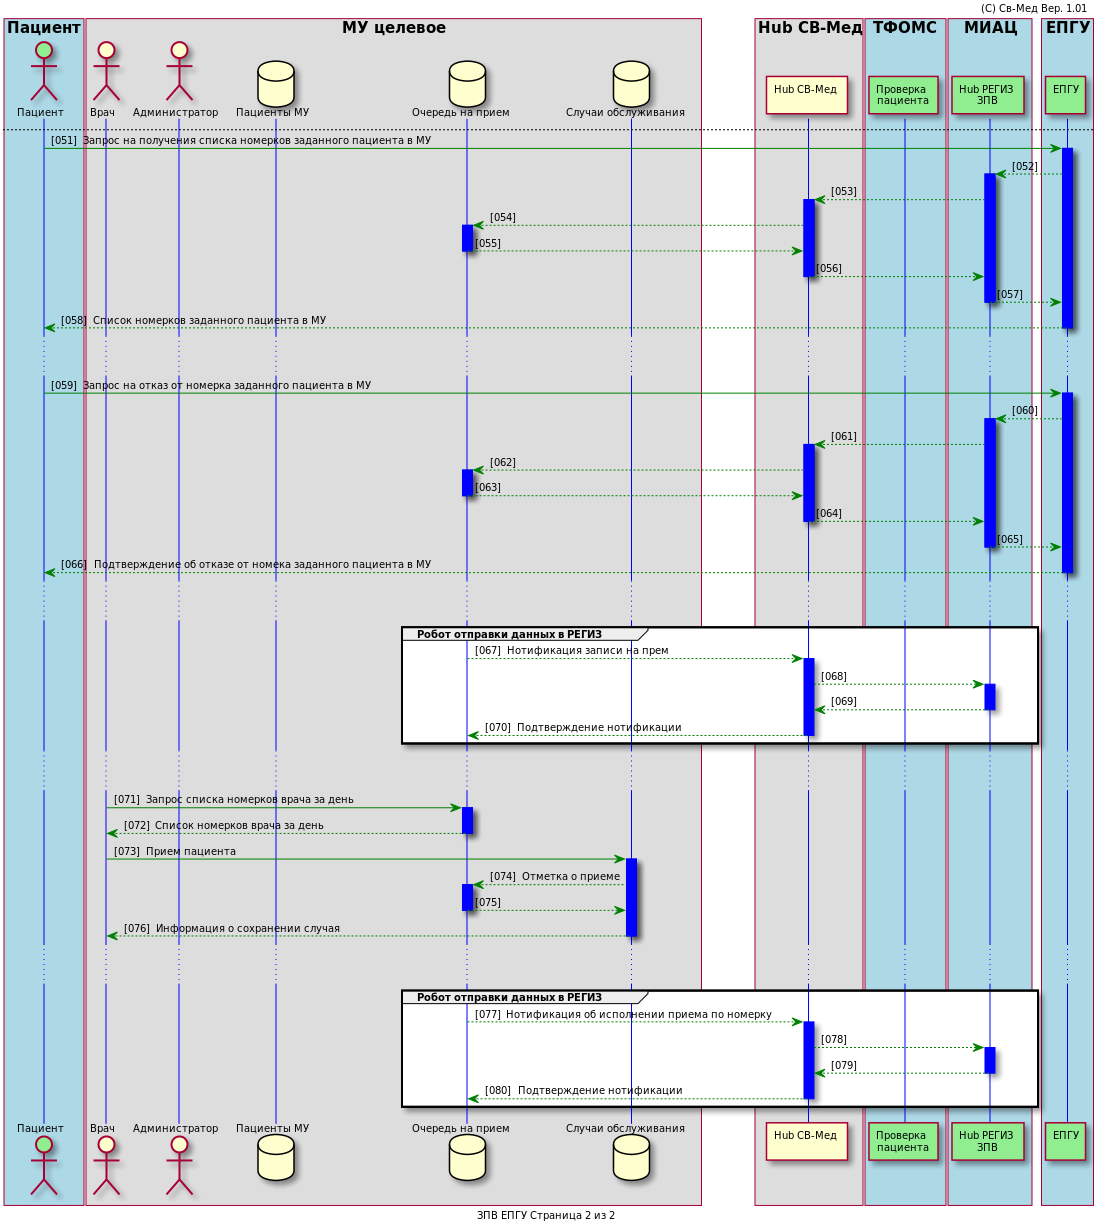 (C) Св-Мед Вер. 1.01
Пациент
МУ целевое
Hub СВ-Мед
ТФОМС
МИАЦ
ЕПГУ
Пациент
Врач
Администратор
Пациенты МУ
Очередь на прием
Случаи обслуживания
Hub СВ-Мед
Проверка
пациента
Hub РЕГИЗ
ЗПВ
ЕПГУ
[051] Запрос на получения списка номерков заданного пациента в МУ
[052]
[053]
[054]
[055]
[056]
[057]
[058] Список номерков заданного пациента в МУ
[059] Запрос на отказ от номерка заданного пациента в МУ
[060]
[061]
[062]
[063]
[064]
[065]
[066] Подтверждение об отказе от номека заданного пациента в МУ
Робот отправки данных в РЕГИЗ
[067] Нотификация записи на прем
[068]
[069]
[070] Подтверждение нотификации
[071] Запрос списка номерков врача за день
[072] Список номерков врача за день
[073] Прием пациента
[074] Отметка о приеме
[075]
[076] Информация о сохранении случая
Робот отправки данных в РЕГИЗ
[077] Нотификация об исполнении приема по номерку
[078]
[079]
[080] Подтверждение нотификации
Пациент
Врач
Администратор
Пациенты МУ
Очередь на прием
Случаи обслуживания
Hub СВ-Мед
Проверка
пациента
Hub РЕГИЗ
ЗПВ
ЕПГУ
ЗПВ ЕПГУ Страница 2 из 2